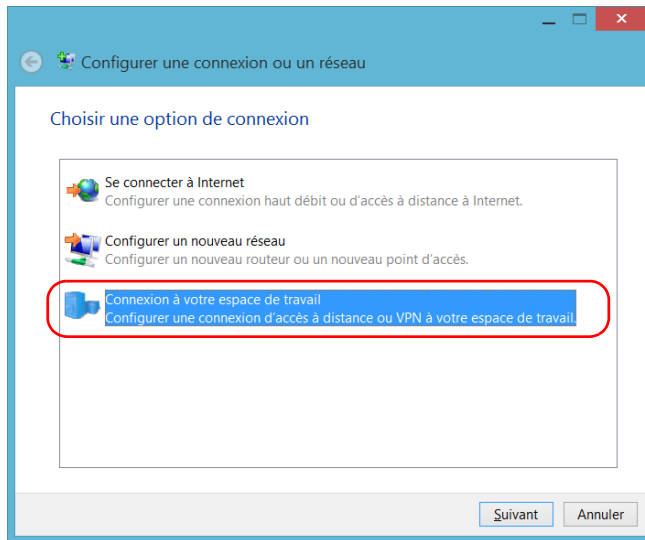 Configurer une connexion ou un réseau
Choisir une option de connexion
Se connecter à Internet
Configurer une connexion haut débit ou d'accès à distance à Internet.
Configurer un nouveau réseau
Configurer un nouveau routeur ou un nouveau point d'accès.
Connexion à votre espace de travail
Configurer une connexion d'accès à distance ou VPN à votre espace de travail.
Suivant Annuler